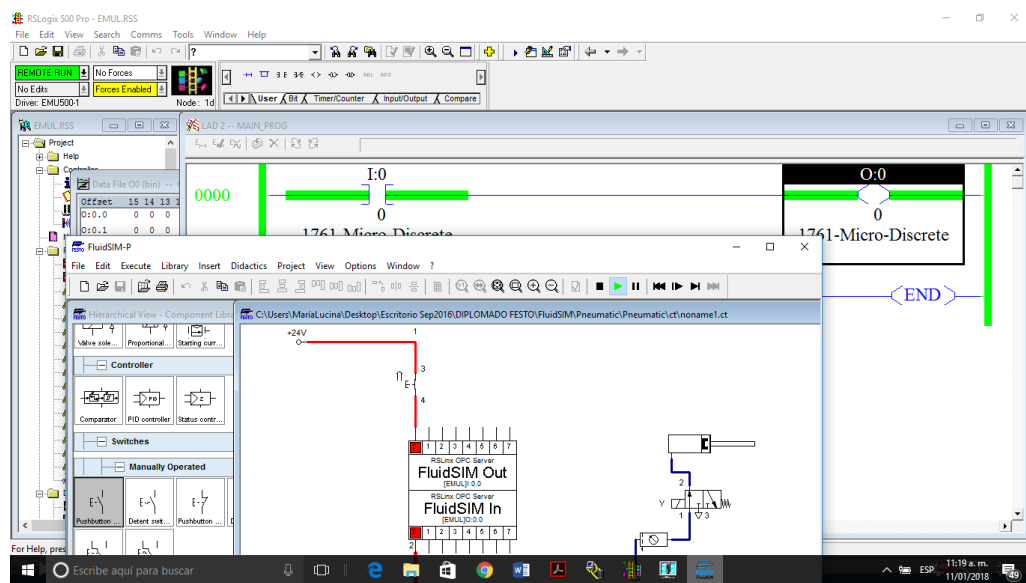 RSLogix 500 Pro - EMUL.RSS
File Edit View Search Comms Tools Window Help
?
REMOTE RUN No Forces
No Edits Forces Enabled
Driver: EMU500-1 Node : 1d
ABL ABS
User Bit Timer/Counter Input/Output Compare
EMUL.RSS
LAD 2 -- MAIN_PROG
Project
Help
Controller
Data File O0 (bin) --
Offset 15 14 13 1
O:0.0 0 0 0
O:0.1 0 0 0
0000
I:0
0
1761-Micro-Discrete
O:0
0
1761-Micro-Discrete
END
FluidSIM-P
File Edit Execute Library Insert Didactics Project View Options Window ?
Hierarchical View - Component Libra
C:\Users\MaríaLucina\Desktop\Escritorio Sep2016\DIPLOMADO FESTO\FluidSIM\Pneumatic\Pneumatic\ct\noname1.ct
Valve sole... Proportional... Starting curr...
Controller
Comparator PID controller Status contr...
Switches
Manually Operated
Pushbutton ... Detent swit... Pushbutton ...
+24V
1
3
4
0 1 2 3 4 5 6 7
RSLinx OPC Server
FluidSIM Out
[EMUL]I:0.0
RSLinx OPC Server
FluidSIM In
[EMUL]O:0.0
0 1 2 3 4 5 6 7
2
2
Y
1 3
For Help, pres
Escribe aquí para buscar
ESP
11:19 a. m.
11/01/2018
49